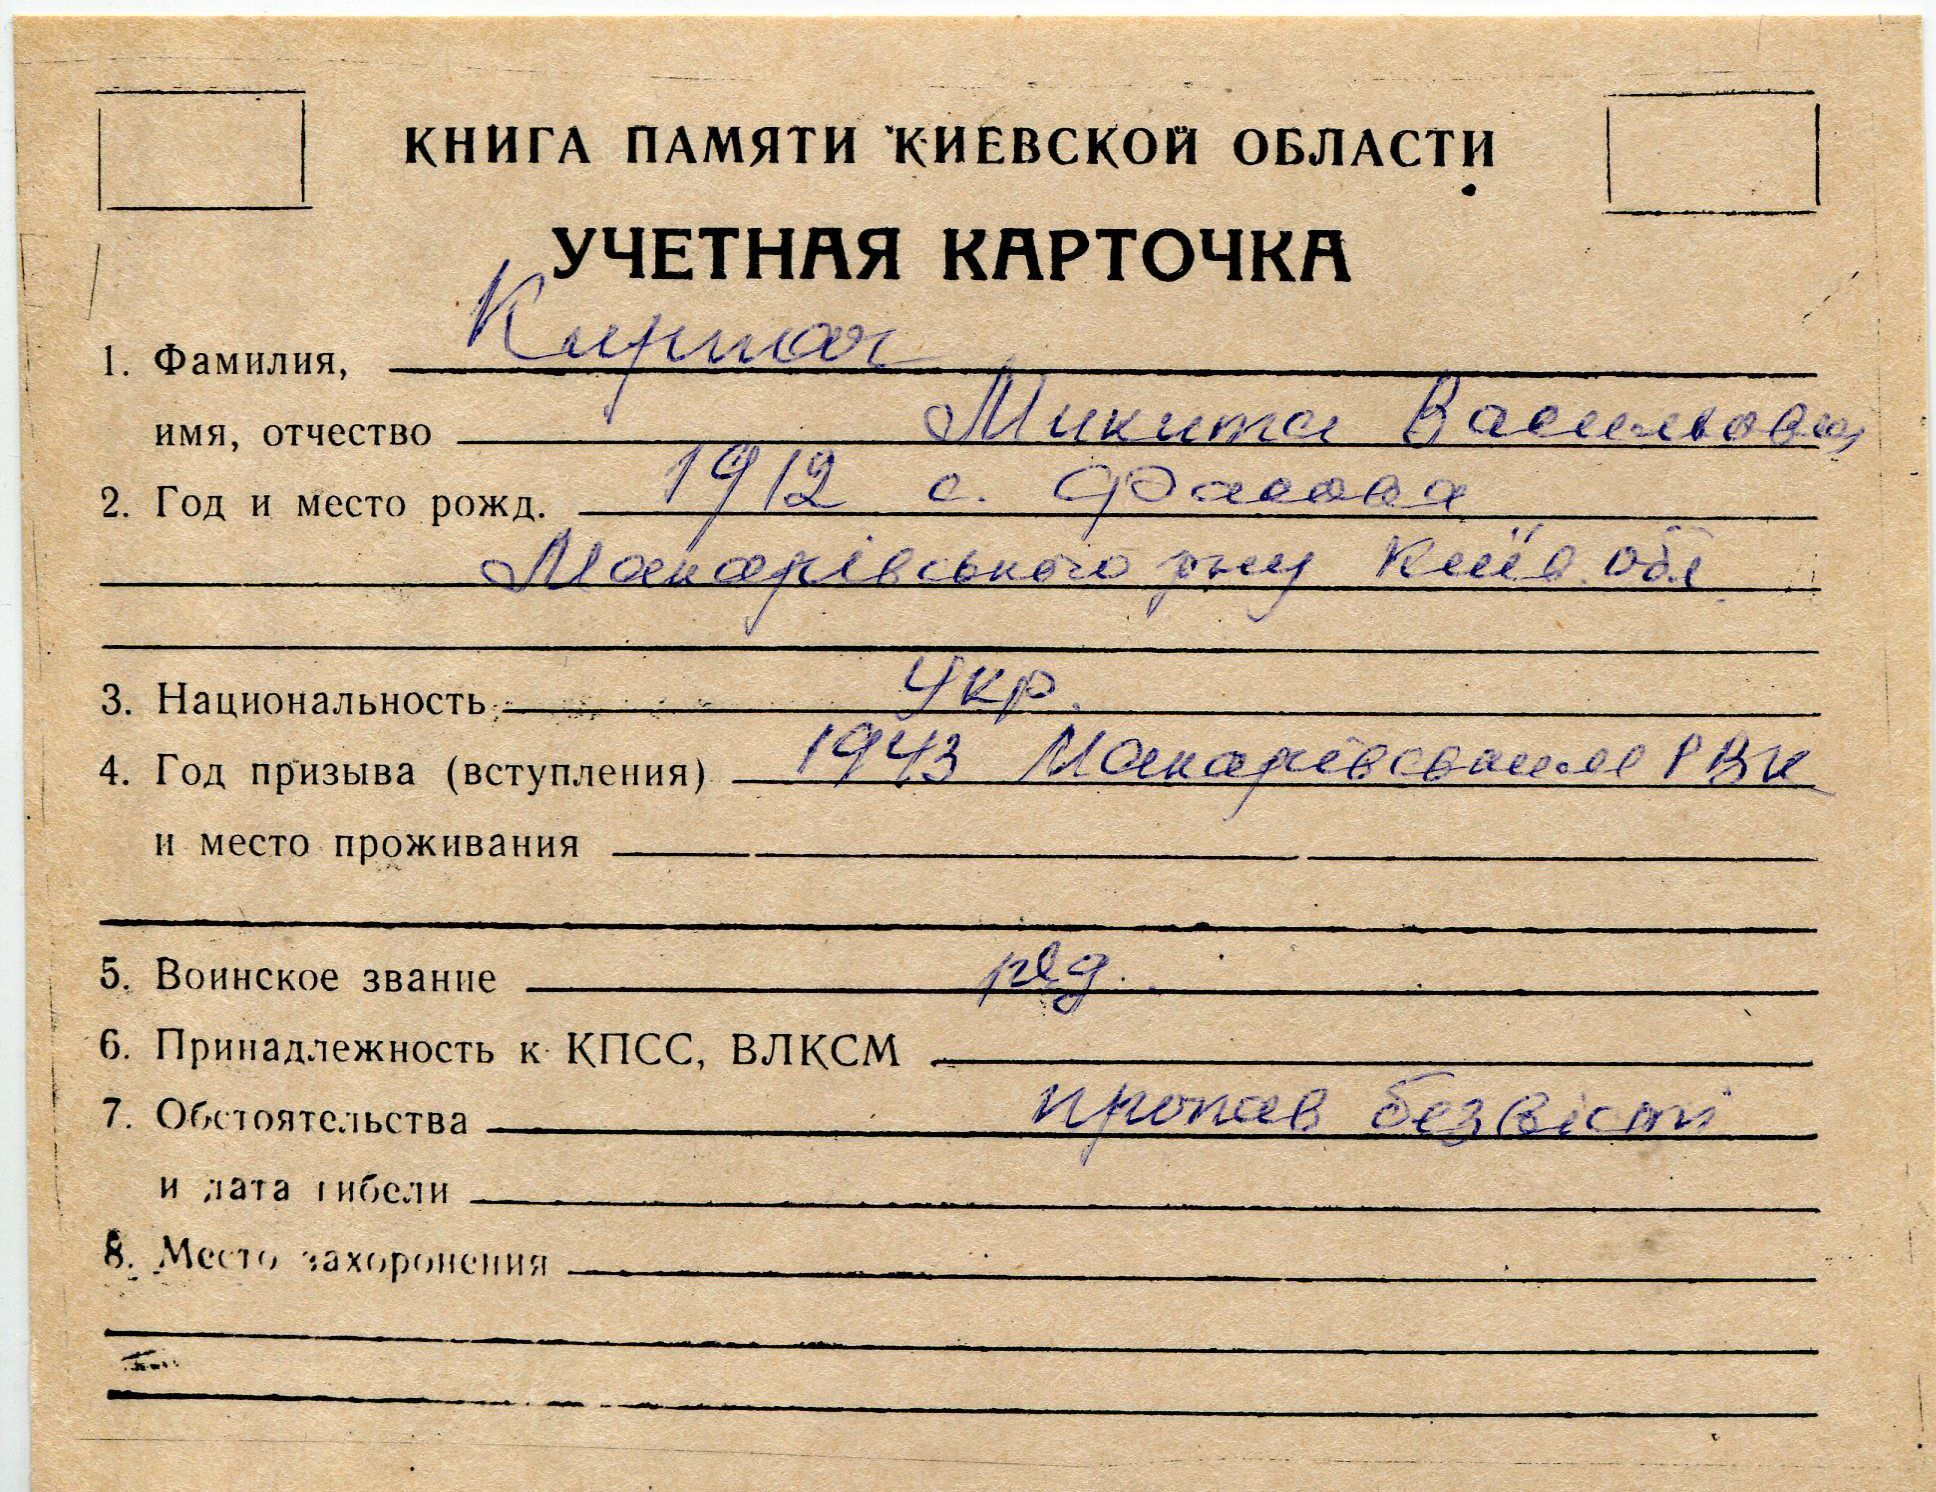 КНИГА ПАМЯТИ КИЕВСКОЙ ОБЛАСТИ
УЧЕТНАЯ КАРТОЧКА
1. Фамилия, Кирпач
имя, отчество Микита Васильович
2. Год и место рожд. 1912 с. Фасова
Макарівського р-ну Київ. обл
3. Национальность Укр.
4. Год призыва (вступления) 1943 Макарівським РВК
и место проживания
5. Воинское звание ряд.
6. Принадлежность к КПСС, ВЛКСМ
7. Обстоятельства пропав безвісти
и дата гибели
8. Место захоронения